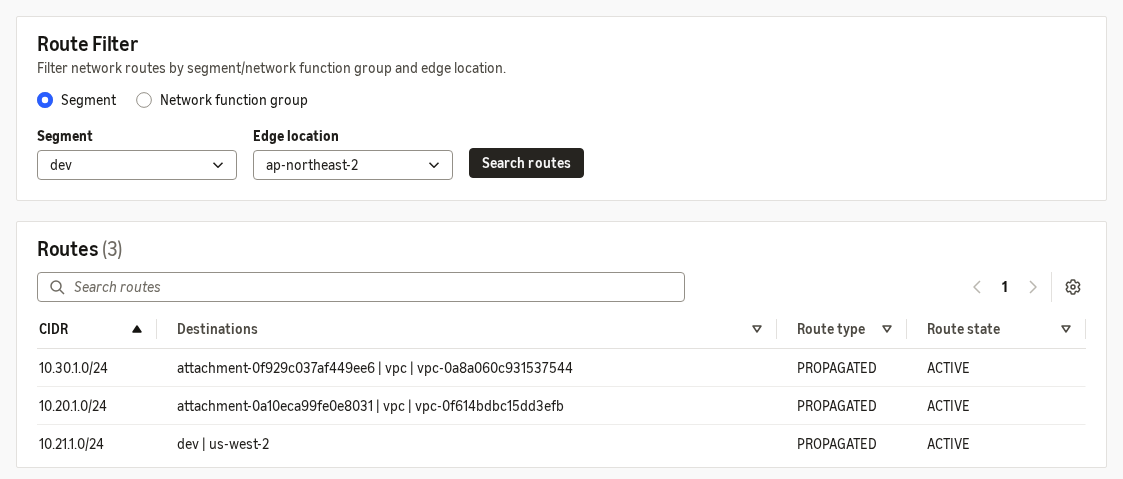 Route Filter
Filter network routes by segment/network function group and edge location.
Segment Network function group
Segment Edge location
dev ap-northeast-2 Search routes
Routes (3)
Search routes 1
CIDR Destinations Route type Route state
10.30.1.0/24 attachment-0f929c037af449ee6 | vpc | vpc-0a8a060c931537544 PROPAGATED ACTIVE
10.20.1.0/24 attachment-0a10eca99fe0e8031 | vpc | vpc-0f614bdbc15dd3efb PROPAGATED ACTIVE
10.21.1.0/24 dev | us-west-2 PROPAGATED ACTIVE